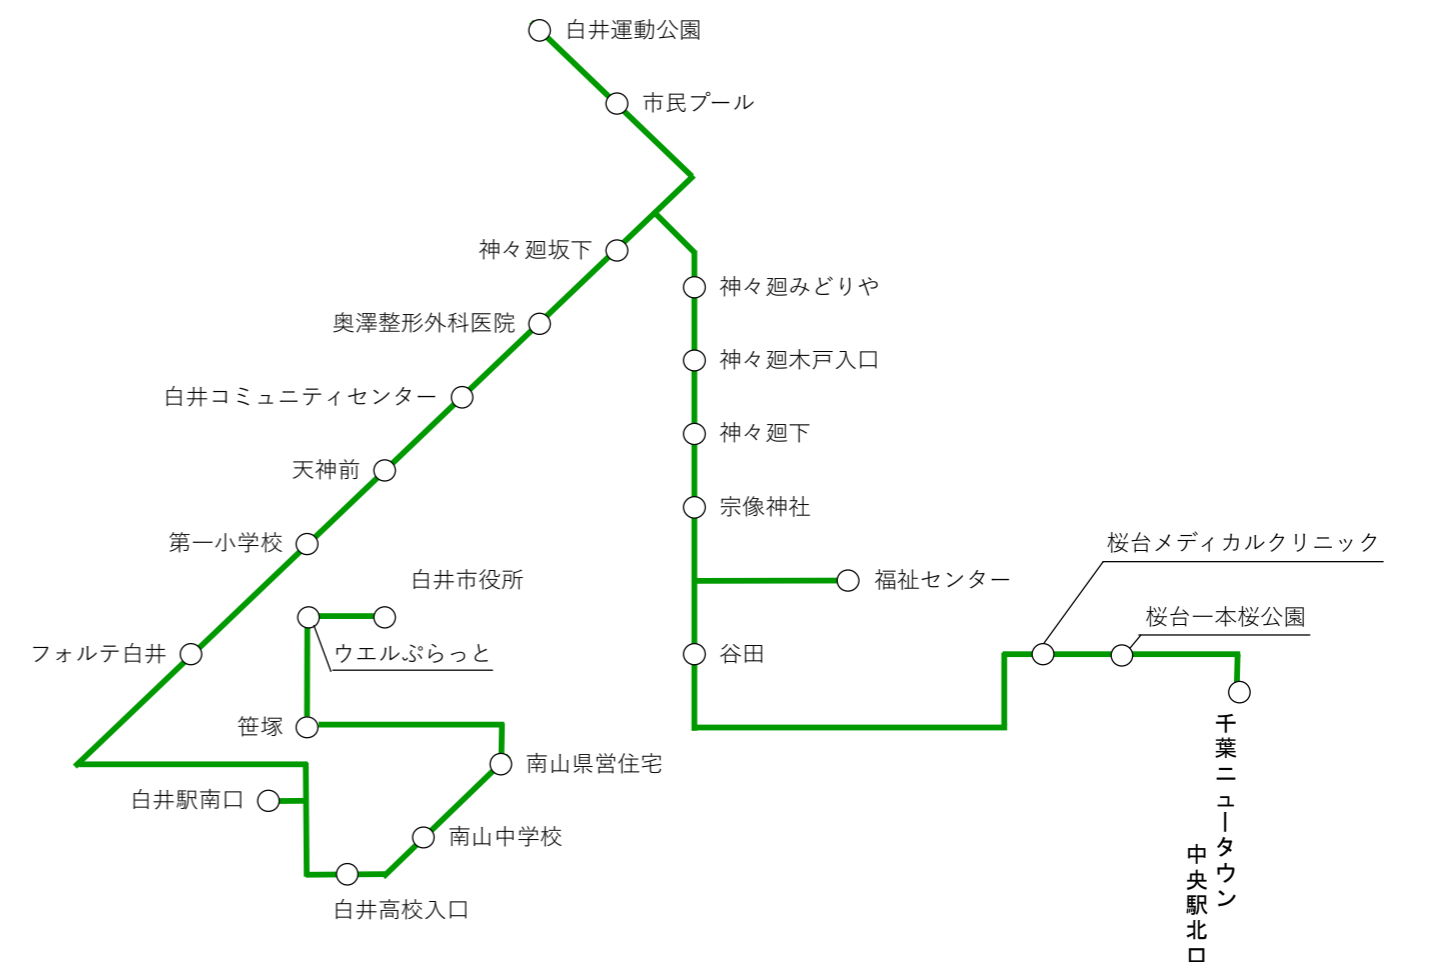 白井運動公園
市民プール
神々廻坂下
神々廻みどりや
奥澤整形外科医院
神々廻木戸入口
白井コミュニティセンター
神々廻下
天神前
宗像神社
第一小学校
桜台メディカルクリニック
白井市役所
福祉センター
桜台一本桜公園
フォルテ白井
ウエルぷらっと
谷田
笹塚
千葉ニュータウン
中央駅北口
南山県営住宅
白井駅南口
南山中学校
白井高校入口